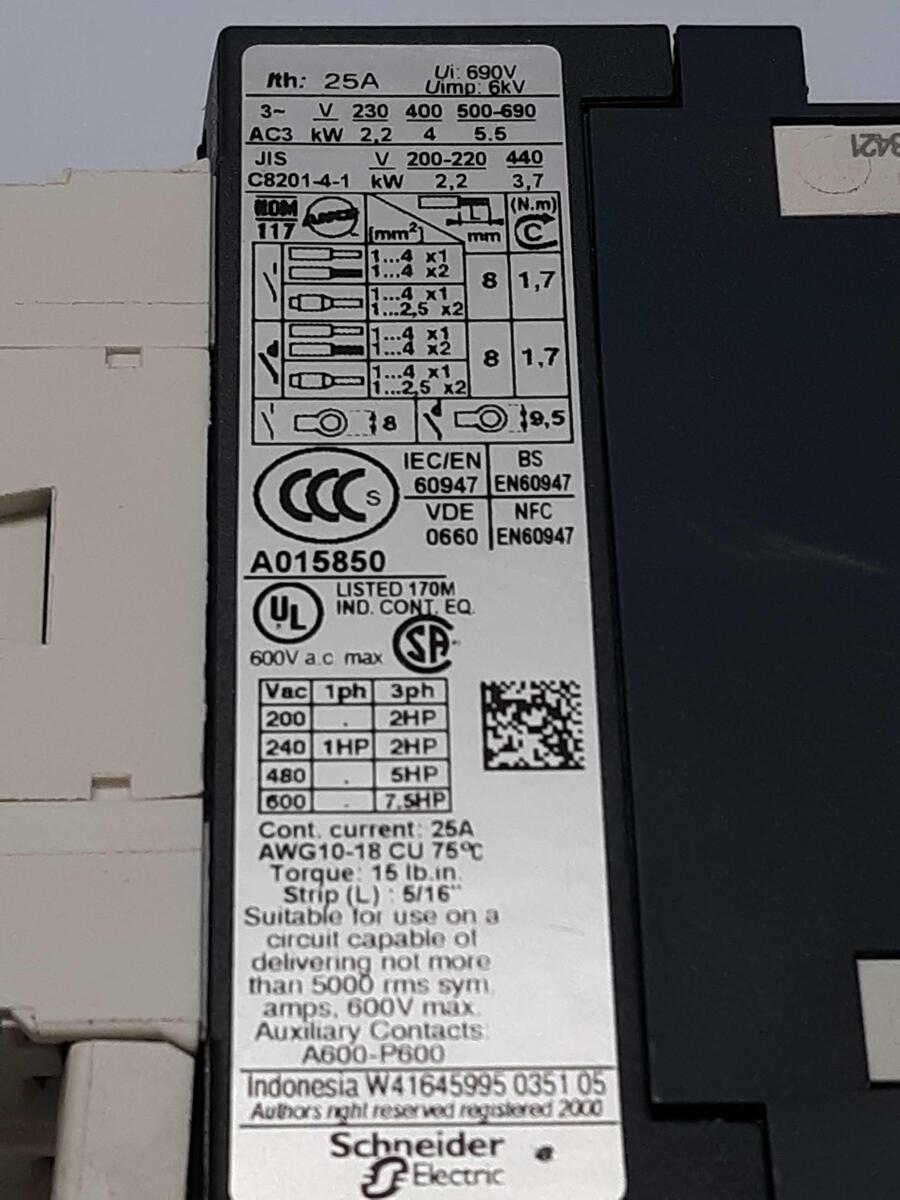 Ith: 25A Ui: 690V
Uimp: 6kV
3~ V 230 400 500-690
AC3 kW 2,2 4 5.5
JIS V 200-220 440
C8201-4-1 kW 2,2 3,7
NOM ANCE (N.m)
117 (mm²) mm C
1...4 x1
1...4 x2
8 1,7
1...4 x1
1...2,5 x2
1...4 x1
1...4 x2
8 1,7
1...4 x1
1...2,5 x2
8 9,5
CCC S IEC/EN BS
60947 EN60947
VDE NFC
0660 EN60947
A015850
UL LISTED 170M
IND. CONT. EQ.
600V a.c max SA
Vac 1ph 3ph
200 . 2HP
240 1HP 2HP
480 . 5HP
600 . 7.5HP
Cont. current: 25A
AWG10-18 CU 75°C
Torque: 15 lb.in.
Strip (L) : 5/16"
Suitable for use on a
circuit capable of
delivering not more
than 5000 rms sym.
amps, 600V max.
Auxiliary Contacts:
A600-P600
Indonesia W41645995 0351 05
Authors right reserved registered 2000
Schneider
Electric